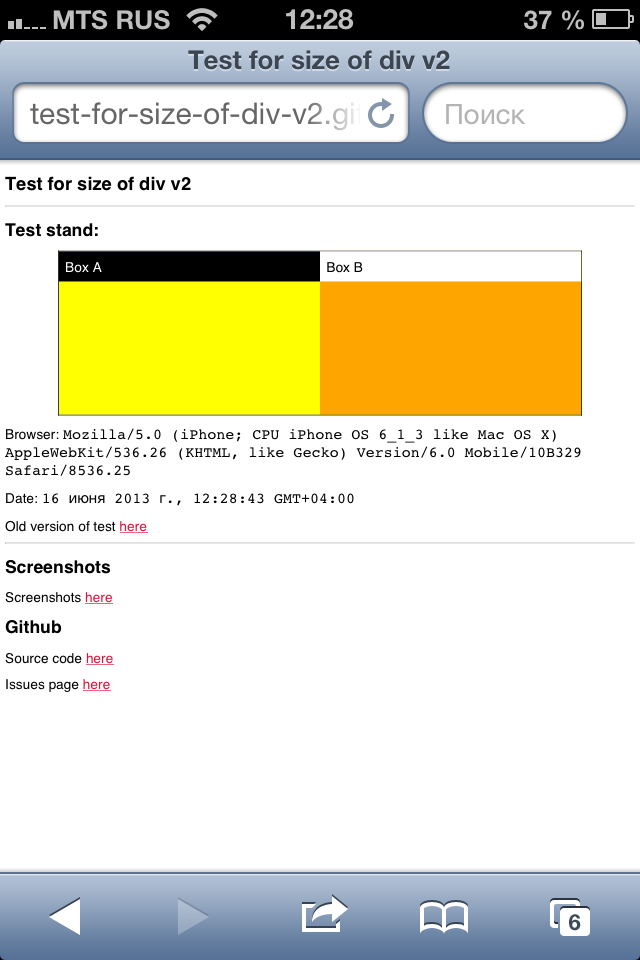 MTS RUS 12:28 37 %
Test for size of div v2
test-for-size-of-div-v2.gi Поиск
Test for size of div v2
Test stand:
Box A Box B
Browser: Mozilla/5.0 (iPhone; CPU iPhone OS 6_1_3 like Mac OS X)
AppleWebKit/536.26 (KHTML, like Gecko) Version/6.0 Mobile/10B329
Safari/8536.25
Date: 16 июня 2013 г., 12:28:43 GMT+04:00
Old version of test here
Screenshots
Screenshots here
Github
Source code here
Issues page here
6